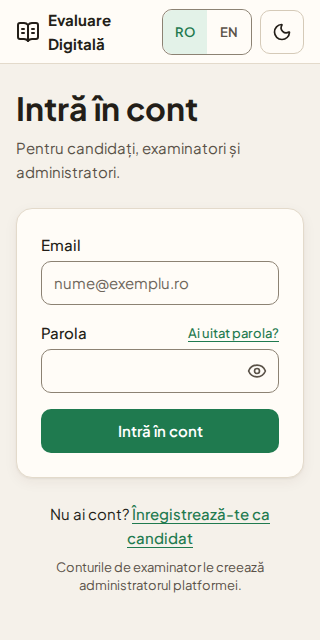 Evaluare
Digitală
RO
EN
Intră în cont
Pentru candidați, examinatori și
administratori.
Email
nume@exemplu.ro
Parola
Ai uitat parola?
Intră în cont
Nu ai cont? Înregistrează-te ca
candidat
Conturile de examinator le creează
administratorul platformei.